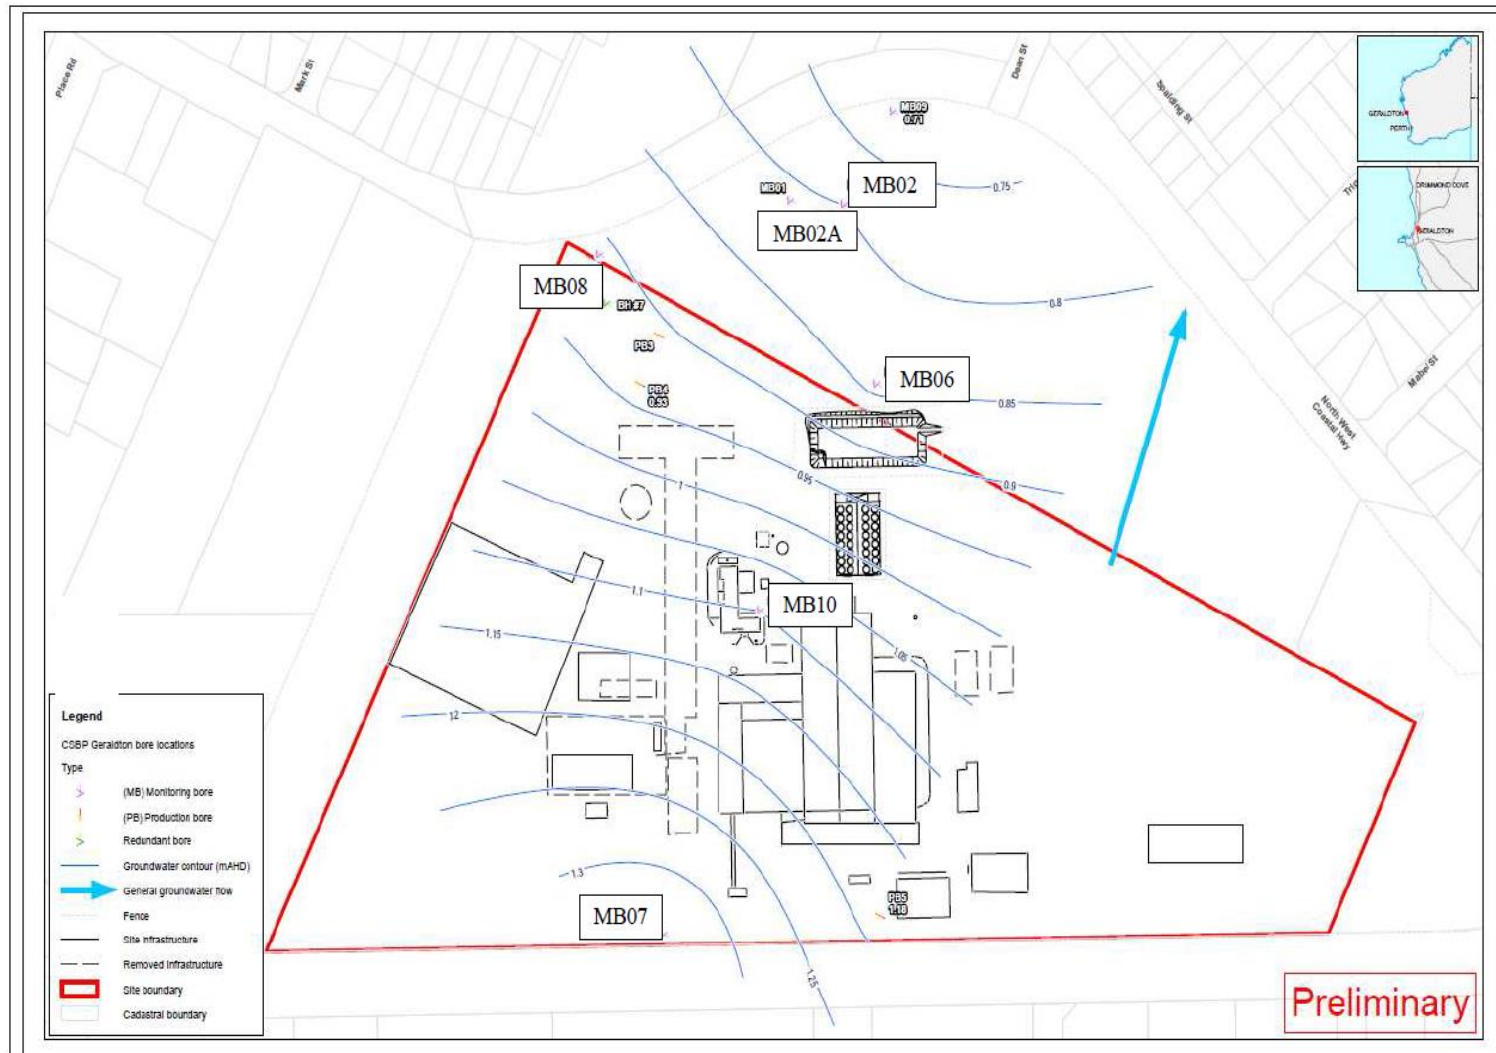 Place Rd
Mark St
Dean St
Spalding St
GERALDTON
PERTH
DRUMMOND COVE
GERALDTON
MB09
0.71
0.75
MB01
MB02
MB02A
MB08
BH #7
PB3
PB4
0.93
0.8
MB06
0.85
Mabel St
North West
Coastal Hwy
0.9
0.95
1
1.1
MB10
1.05
1.15
1.2
1.3
MB07
PB5
1.18
1.25
Legend
CSBP Geraldton bore locations
Type
(MB) Monitoring bore
(PB) Production bore
Redundant bore
Groundwater contour (mAHD)
General groundwater flow
Fence
Site Infrastructure
Removed Infrastructure
Site boundary
Cadastral boundary
Preliminary